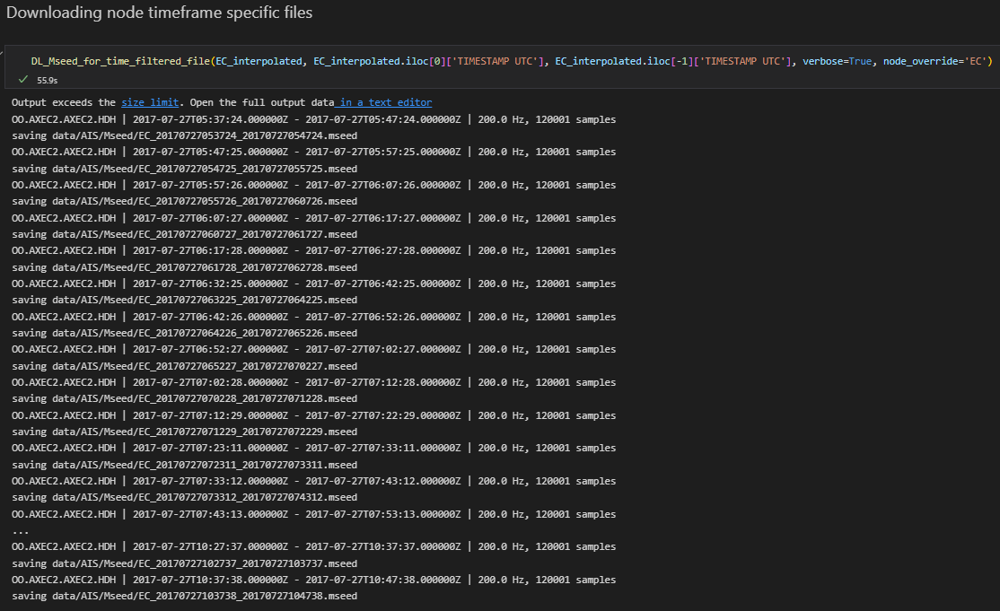 Downloading node timeframe specific files
DL_Mseed_for_time_filtered_file(EC_interpolated, EC_interpolated.iloc[0]['TIMESTAMP UTC'], EC_interpolated.iloc[-1]['TIMESTAMP UTC'], verbose=True, node_override='EC')
55.9s
Output exceeds the size limit. Open the full output data in a text editor
OO.AXEC2.AXEC2.HDH | 2017-07-27T05:37:24.000000Z - 2017-07-27T05:47:24.000000Z | 200.0 Hz, 120001 samples
saving data/AIS/Mseed/EC_20170727053724_20170727054724.mseed
OO.AXEC2.AXEC2.HDH | 2017-07-27T05:47:25.000000Z - 2017-07-27T05:57:25.000000Z | 200.0 Hz, 120001 samples
saving data/AIS/Mseed/EC_20170727054725_20170727055725.mseed
OO.AXEC2.AXEC2.HDH | 2017-07-27T05:57:26.000000Z - 2017-07-27T06:07:26.000000Z | 200.0 Hz, 120001 samples
saving data/AIS/Mseed/EC_20170727055726_20170727060726.mseed
OO.AXEC2.AXEC2.HDH | 2017-07-27T06:07:27.000000Z - 2017-07-27T06:17:27.000000Z | 200.0 Hz, 120001 samples
saving data/AIS/Mseed/EC_20170727060727_20170727061727.mseed
OO.AXEC2.AXEC2.HDH | 2017-07-27T06:17:28.000000Z - 2017-07-27T06:27:28.000000Z | 200.0 Hz, 120001 samples
saving data/AIS/Mseed/EC_20170727061728_20170727062728.mseed
OO.AXEC2.AXEC2.HDH | 2017-07-27T06:32:25.000000Z - 2017-07-27T06:42:25.000000Z | 200.0 Hz, 120001 samples
saving data/AIS/Mseed/EC_20170727063225_20170727064225.mseed
OO.AXEC2.AXEC2.HDH | 2017-07-27T06:42:26.000000Z - 2017-07-27T06:52:26.000000Z | 200.0 Hz, 120001 samples
saving data/AIS/Mseed/EC_20170727064226_20170727065226.mseed
OO.AXEC2.AXEC2.HDH | 2017-07-27T06:52:27.000000Z - 2017-07-27T07:02:27.000000Z | 200.0 Hz, 120001 samples
saving data/AIS/Mseed/EC_20170727065227_20170727070227.mseed
OO.AXEC2.AXEC2.HDH | 2017-07-27T07:02:28.000000Z - 2017-07-27T07:12:28.000000Z | 200.0 Hz, 120001 samples
saving data/AIS/Mseed/EC_20170727070228_20170727071228.mseed
OO.AXEC2.AXEC2.HDH | 2017-07-27T07:12:29.000000Z - 2017-07-27T07:22:29.000000Z | 200.0 Hz, 120001 samples
saving data/AIS/Mseed/EC_20170727071229_20170727072229.mseed
OO.AXEC2.AXEC2.HDH | 2017-07-27T07:23:11.000000Z - 2017-07-27T07:33:11.000000Z | 200.0 Hz, 120001 samples
saving data/AIS/Mseed/EC_20170727072311_20170727073311.mseed
OO.AXEC2.AXEC2.HDH | 2017-07-27T07:33:12.000000Z - 2017-07-27T07:43:12.000000Z | 200.0 Hz, 120001 samples
saving data/AIS/Mseed/EC_20170727073312_20170727074312.mseed
OO.AXEC2.AXEC2.HDH | 2017-07-27T07:43:13.000000Z - 2017-07-27T07:53:13.000000Z | 200.0 Hz, 120001 samples
...
OO.AXEC2.AXEC2.HDH | 2017-07-27T10:27:37.000000Z - 2017-07-27T10:37:37.000000Z | 200.0 Hz, 120001 samples
saving data/AIS/Mseed/EC_20170727102737_20170727103737.mseed
OO.AXEC2.AXEC2.HDH | 2017-07-27T10:37:38.000000Z - 2017-07-27T10:47:38.000000Z | 200.0 Hz, 120001 samples
saving data/AIS/Mseed/EC_20170727103738_20170727104738.mseed